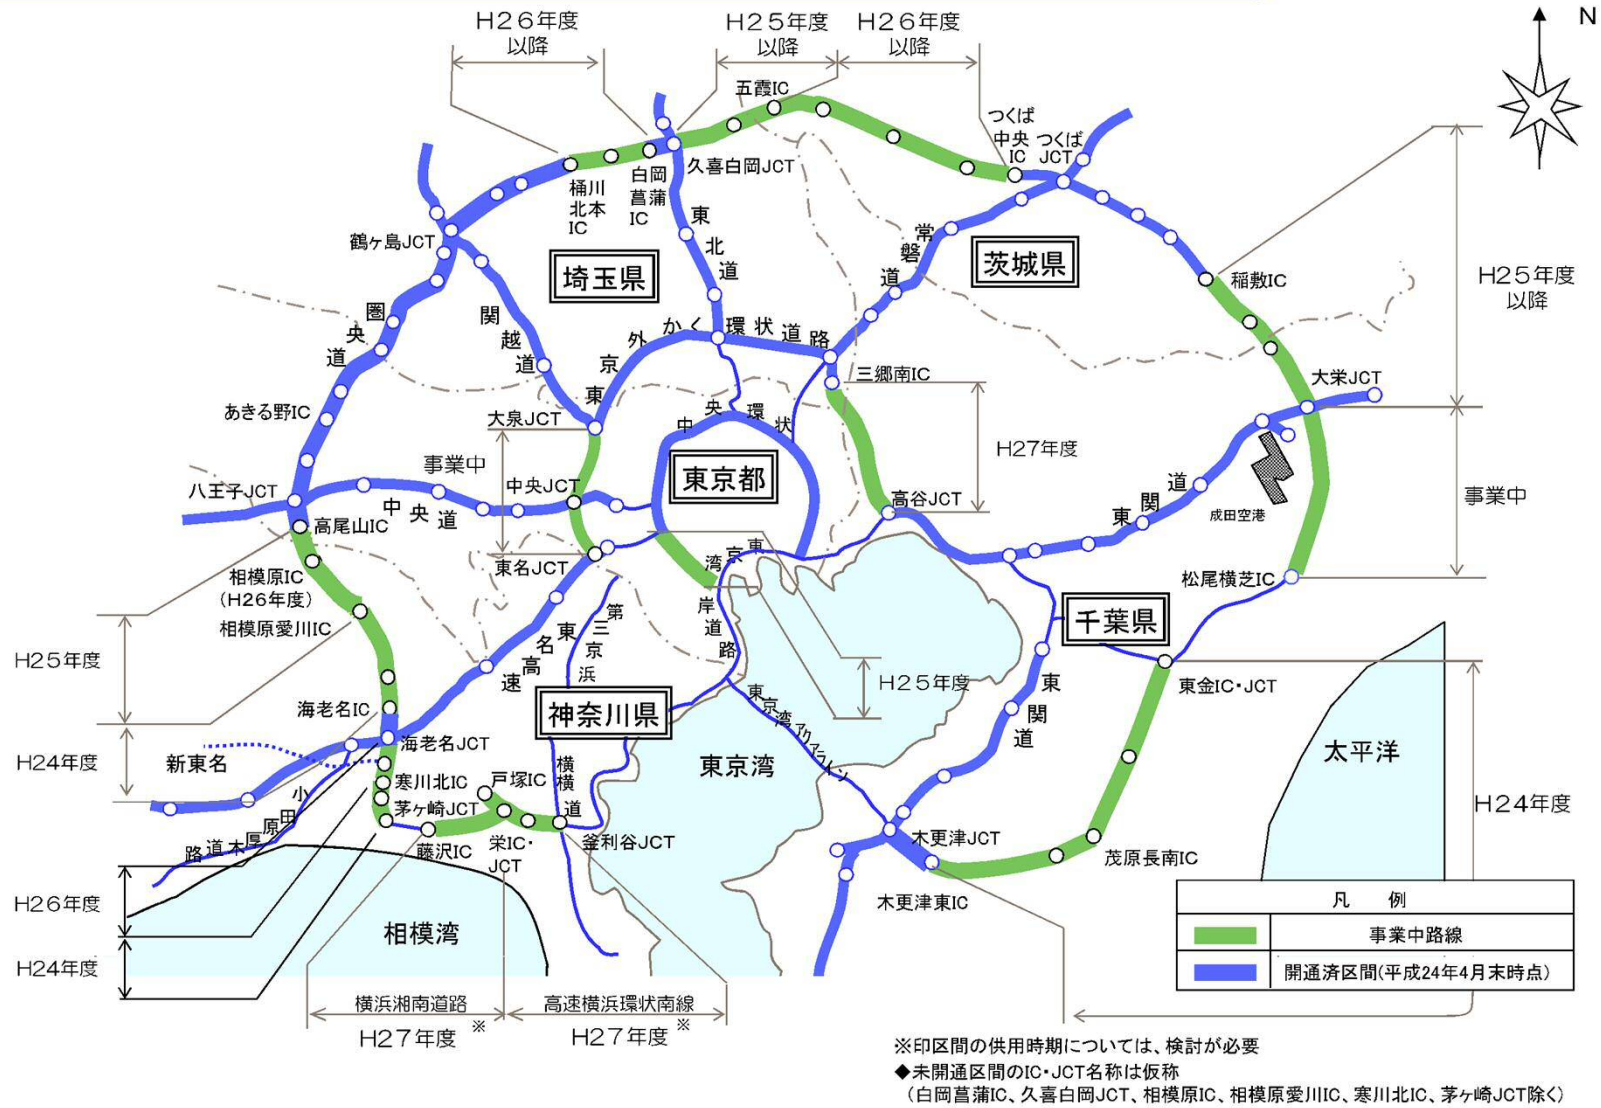 H26年度
以降
H25年度
以降
H26年度
以降
N
五霞IC
つくば
中央
IC
つくば
JCT
久喜白岡JCT
白岡
菖蒲
IC
桶川
北本
IC
鶴ヶ島JCT
東北道
常磐道
埼玉県
茨城県
稲敷IC
H25年度
以降
圏央道
関越道
東京外かく環状道路
三郷南IC
大栄JCT
あきる野IC
大泉JCT
中央環状
H27年度
事業中
東京都
八王子JCT
中央JCT
中央道
高谷JCT
東関道
成田空港
事業中
高尾山IC
東名JCT
相模原IC
(H26年度)
相模原愛川IC
東京湾岸道路
松尾横芝IC
千葉県
第三京浜
東名高速
H25年度
H25年度
東金IC・JCT
神奈川県
東関道
海老名IC
海老名JCT
東京湾アクアライン
東京湾
太平洋
H24年度
新東名
寒川北IC
戸塚IC
横横道
茅ヶ崎JCT
小田原厚木道路
藤沢IC
栄IC・
JCT
釜利谷JCT
木更津JCT
茂原長南IC
H24年度
木更津東IC
H26年度
相模湾
H24年度
凡 例
事業中路線
開通済区間(平成24年4月末時点)
横浜湘南道路
H27年度 ※
高速横浜環状南線
H27年度 ※
※印区間の供用時期については、検討が必要
◆未開通区間のIC・JCT名称は仮称
(白岡菖蒲IC、久喜白岡JCT、相模原IC、相模原愛川IC、寒川北IC、茅ヶ崎JCT除く)